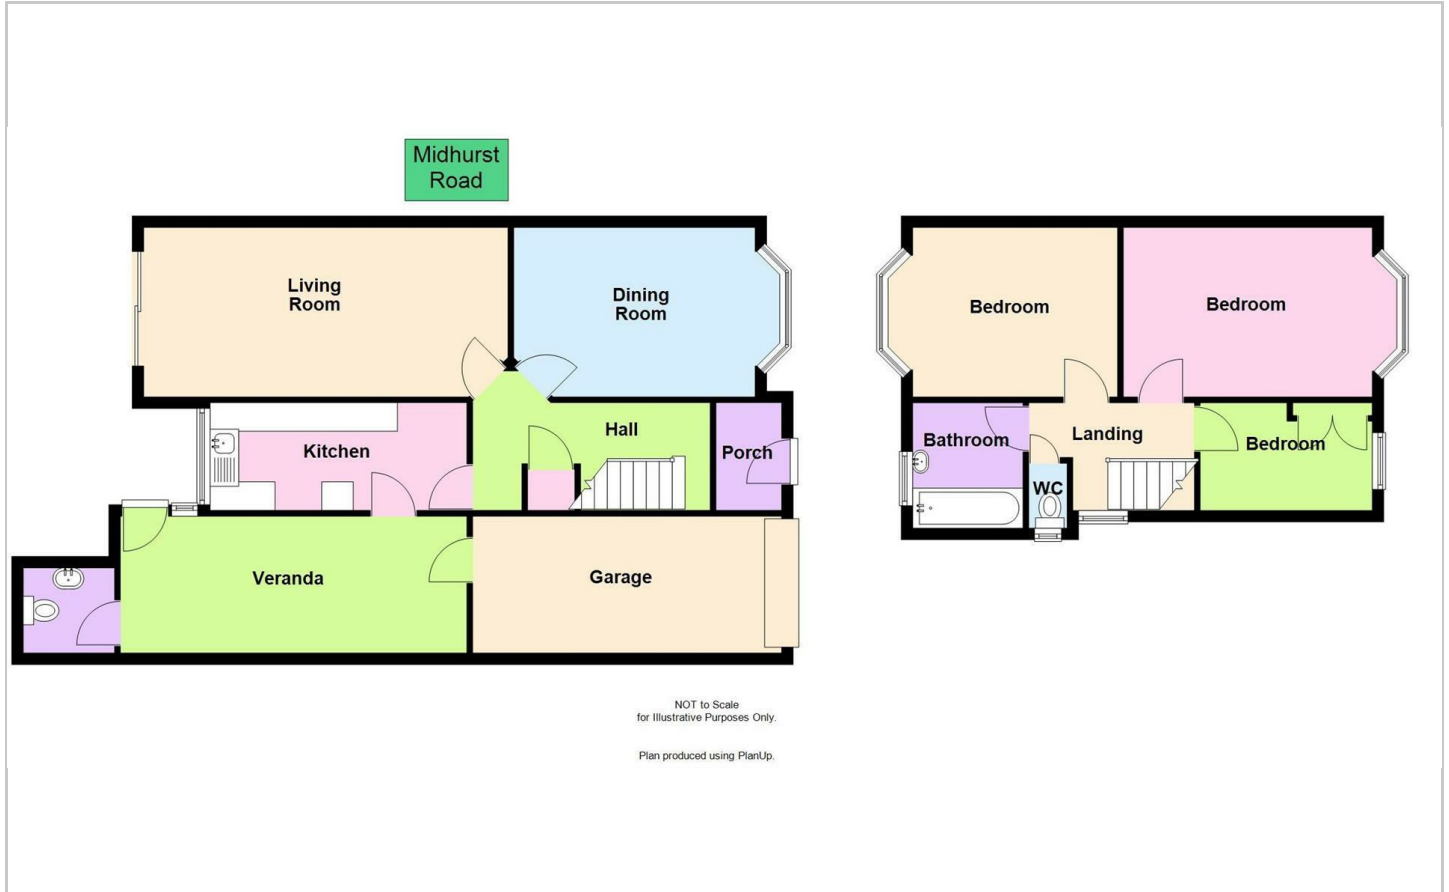 Midhurst
Road
Living
Room
Dining
Room
Kitchen
Hall
Porch
Veranda
Garage
Bedroom
Bedroom
Bathroom
Landing
Bedroom
WC
NOT to Scale
for Illustrative Purposes Only.
Plan produced using PlanUp.